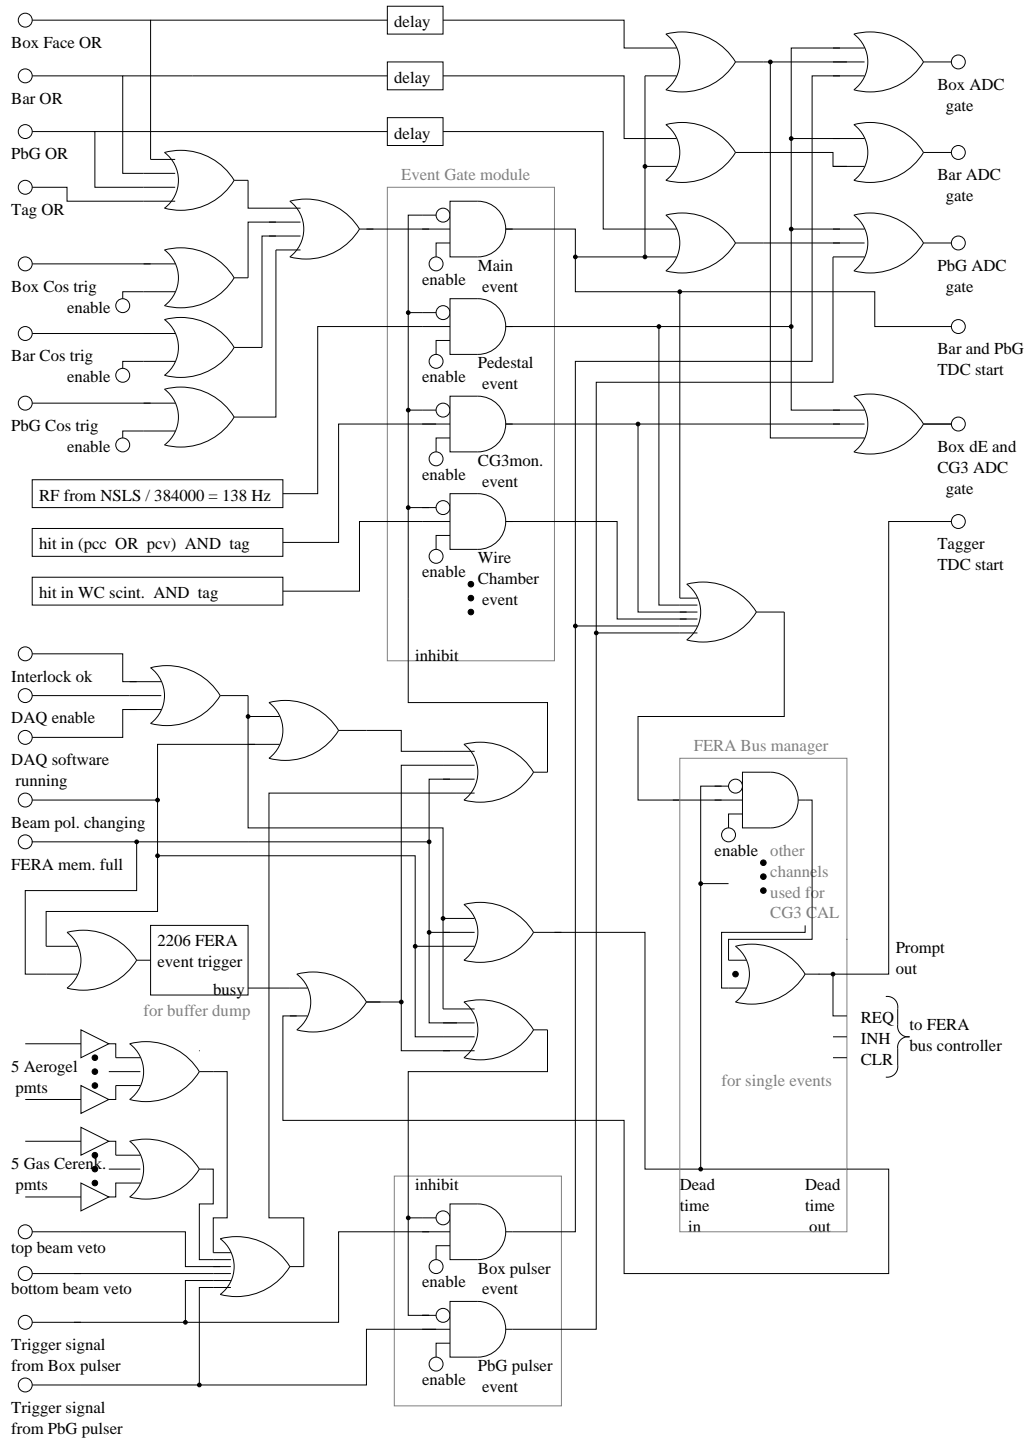 delay
Box Face OR
delay
Bar OR
delay
PbG OR
Tag OR
Box Cos trig
enable
Bar Cos trig
enable
PbG Cos trig
enable
Event Gate module
enable
Main
event
enable
Pedestal
event
enable
CG3mon.
event
enable
Wire
Chamber
event
inhibit
Box ADC
gate
Bar ADC
gate
PbG ADC
gate
Bar and PbG
TDC start
Box dE and
CG3 ADC
gate
Tagger
TDC start
RF from NSLS / 384000 = 138 Hz
hit in (pcc OR pcv) AND tag
hit in WC scint. AND tag
Interlock ok
DAQ enable
DAQ software
running
Beam pol. changing
FERA mem. full
2206 FERA
event trigger
busy
for buffer dump
FERA Bus manager
enable
other
channels
used for
CG3 CAL
Prompt
out
REQ
INH
CLR
to FERA
bus controller
for single events
Dead
time
in
Dead
time
out
5 Aerogel
pmts
5 Gas Cerenk.
pmts
top beam veto
bottom beam veto
Trigger signal
from Box pulser
Trigger signal
from PbG pulser
inhibit
enable
Box pulser
event
enable
PbG pulser
event